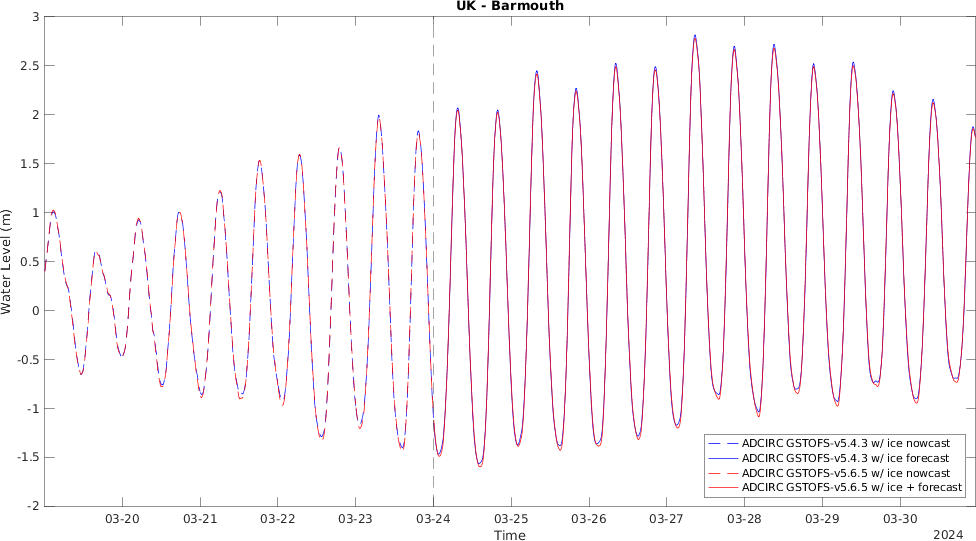 UK - Barmouth
3
2.5
2
1.5
1
0.5
0
-0.5
-1
-1.5
-2
Water Level (m)
03-20 03-21 03-22 03-23 03-24 03-25 03-26 03-27 03-28 03-29 03-30
Time
2024
ADCIRC GSTOFS-v5.4.3 w/ ice nowcast
ADCIRC GSTOFS-v5.4.3 w/ ice forecast
ADCIRC GSTOFS-v5.6.5 w/ ice nowcast
ADCIRC GSTOFS-v5.6.5 w/ ice + forecast